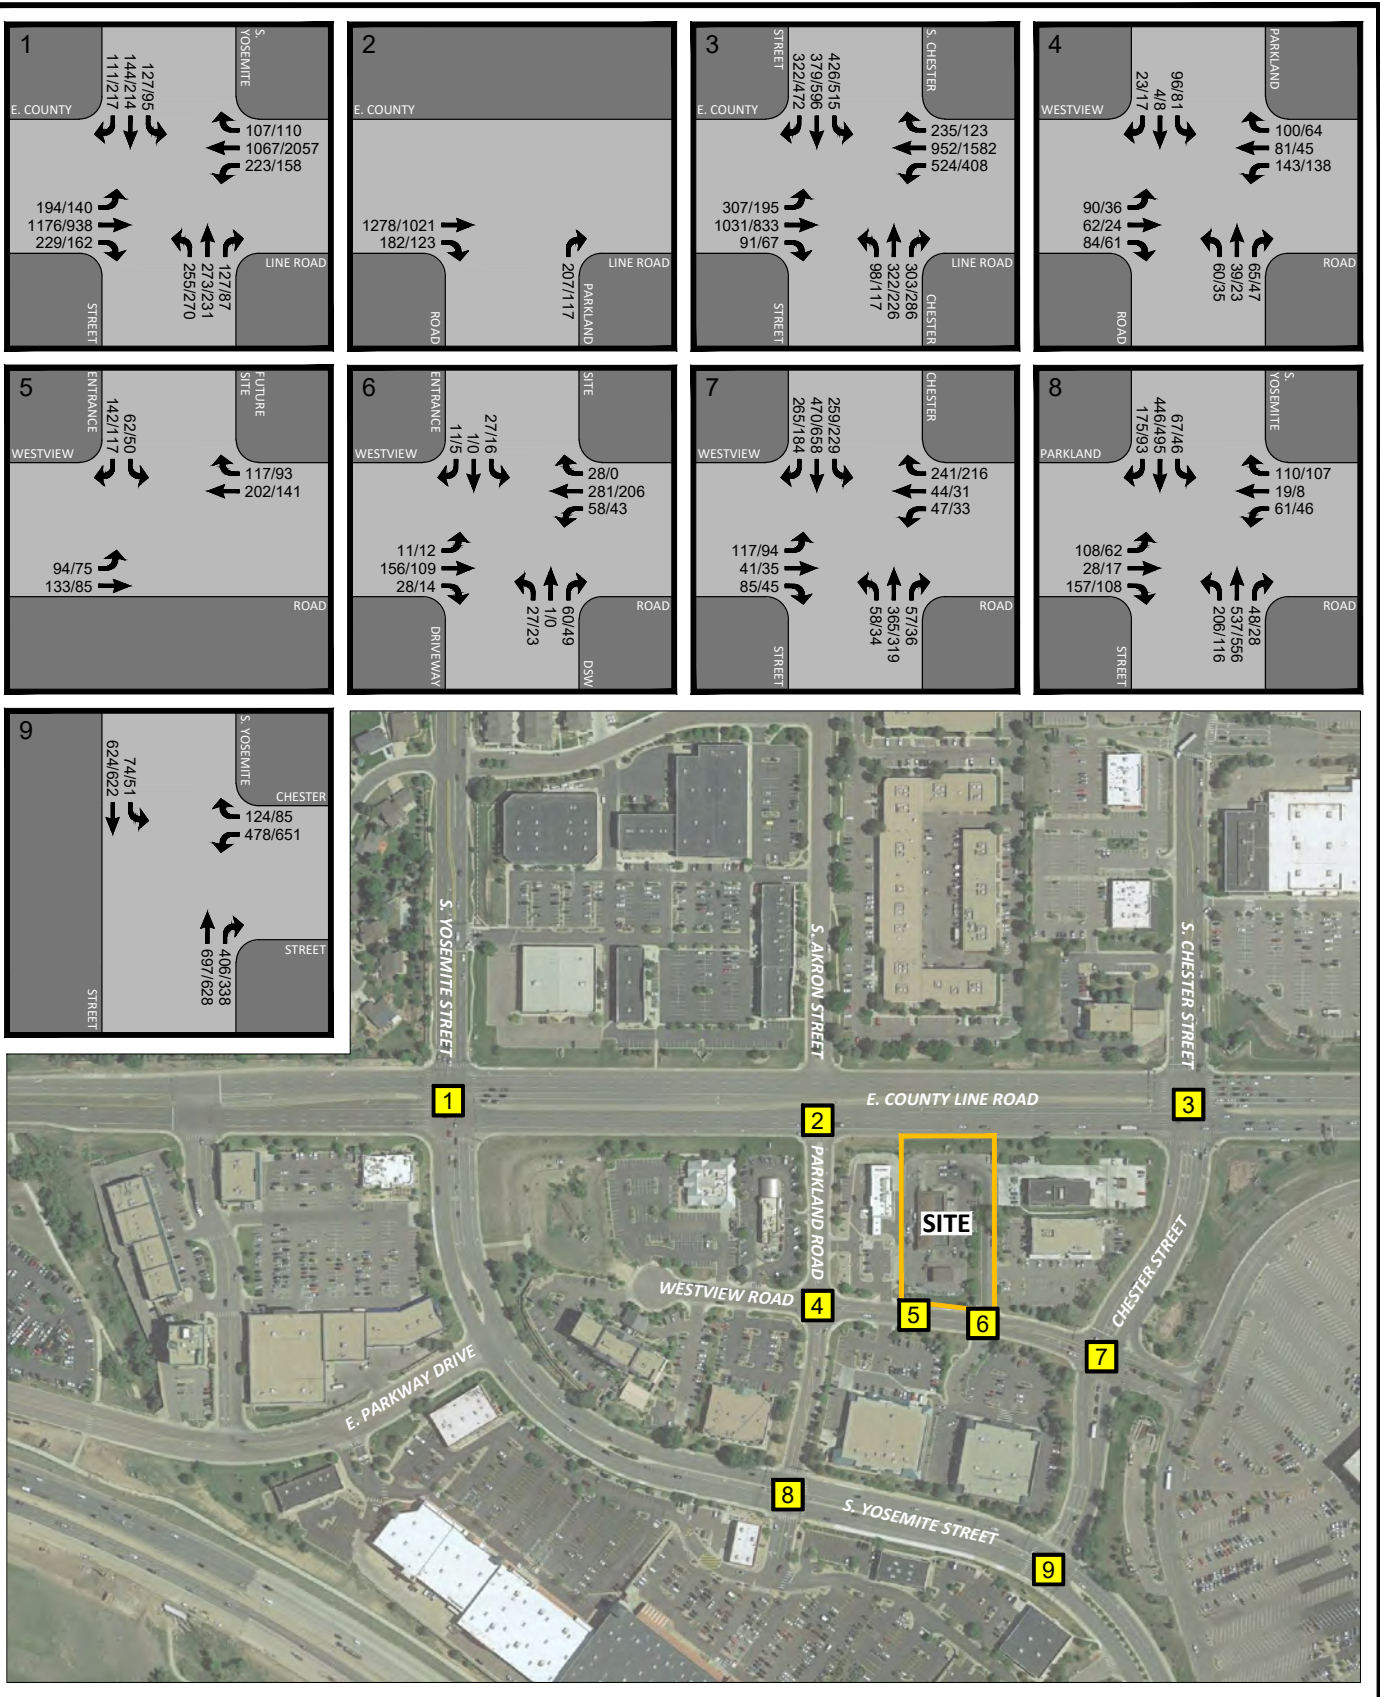 1
S. YOSEMITE
E. COUNTY
111/217
144/214
127/95
107/110
1067/2057
223/158
194/140
1176/938
229/162
255/270
273/231
127/87
LINE ROAD
STREET
2
E. COUNTY
1278/1021
182/123
207/117
LINE ROAD
ROAD
PARKLAND
3
STREET
S. CHESTER
E. COUNTY
322/472
379/596
426/515
235/123
952/1582
524/408
307/195
1031/833
91/67
98/117
322/226
303/286
LINE ROAD
STREET
CHESTER
4
PARKLAND
WESTVIEW
23/17
4/8
96/81
100/64
81/45
143/138
90/36
62/24
84/61
60/35
39/23
65/47
ROAD
ROAD
5
ENTRANCE
FUTURE
SITE
WESTVIEW
142/117
62/50
117/93
202/141
94/75
133/85
ROAD
6
ENTRANCE
SITE
WESTVIEW
11/5
1/0
27/16
28/0
281/206
58/43
11/12
156/109
28/14
27/23
1/0
60/49
ROAD
DRIVEWAY
DSW
7
CHESTER
WESTVIEW
265/184
470/658
259/229
241/216
44/31
47/33
117/94
41/35
85/45
58/34
365/319
57/36
ROAD
STREET
8
S. YOSEMITE
PARKLAND
175/93
446/495
67/46
110/107
19/8
61/46
108/62
28/17
157/108
206/116
537/556
48/28
ROAD
STREET
9
S. YOSEMITE
CHESTER
624/622
74/51
124/85
478/651
697/628
406/338
STREET
STREET
S. YOSEMITE STREET
S. AKRON STREET
S. CHESTER STREET
1
2
3
E. COUNTY LINE ROAD
PARKLAND ROAD
SITE
WESTVIEW ROAD
4
5
6
7
CHESTER STREET
E. PARKWAY DRIVE
8
S. YOSEMITE STREET
9